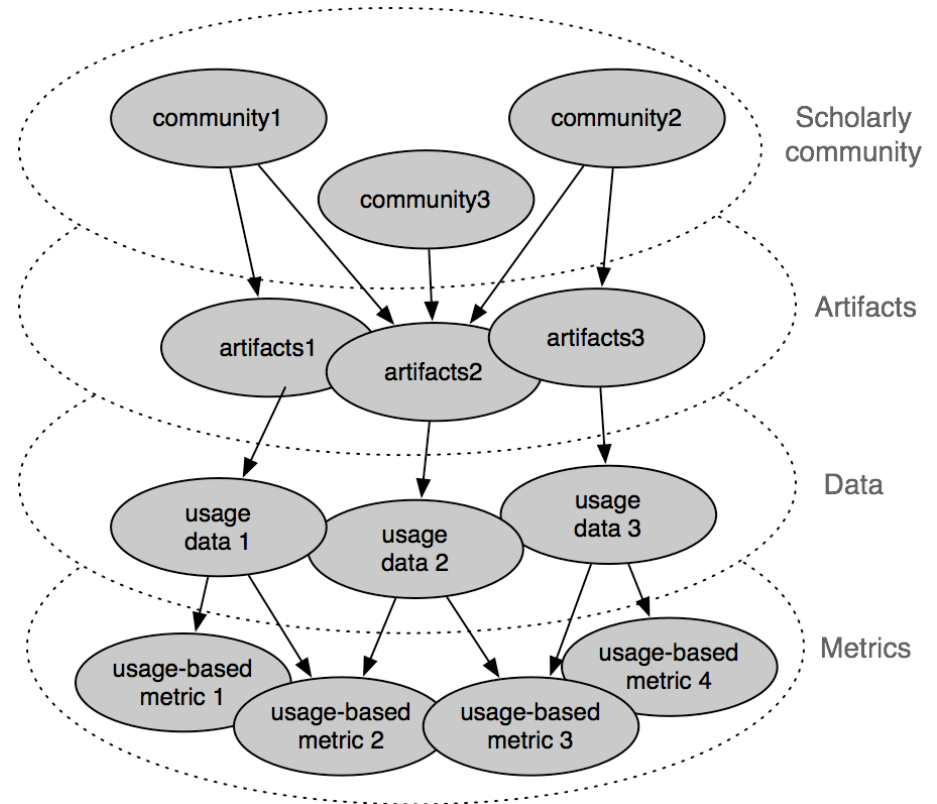 community1
community2
Scholarly
community
community3
Artifacts
artifacts1
artifacts2
artifacts3
Data
usage
data 1
usage
data 2
usage
data 3
Metrics
usage-based
metric 1
usage-based
metric 2
usage-based
metric 3
usage-based
metric 4